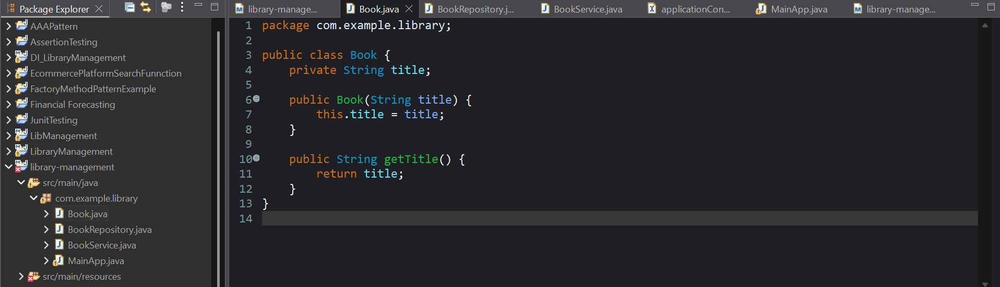 Package Explorer
library-manage...
Book.java
BookRepository.j...
BookService.java
applicationCon...
MainApp.java
library-manage...
AAAPattern
AssertionTesting
DI_LibraryManagement
EcommercePlatformSearchFunnction
FactoryMethodPatternExample
Financial Forecasting
JunitTesting
LibManagement
LibraryManagement
library-management
src/main/java
com.example.library
Book.java
BookRepository.java
BookService.java
MainApp.java
src/main/resources
1 package com.example.library;
2
3 public class Book {
4     private String title;
5
6     public Book(String title) {
7         this.title = title;
8     }
9
10     public String getTitle() {
11         return title;
12     }
13 }
14